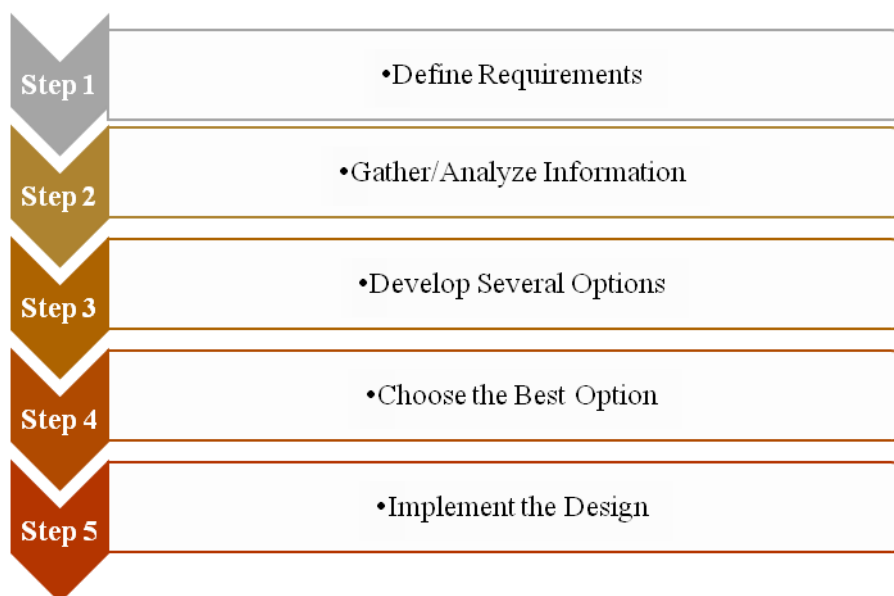 Step 1
•Define Requirements
Step 2
•Gather/Analyze Information
Step 3
•Develop Several Options
Step 4
•Choose the Best Option
Step 5
•Implement the Design